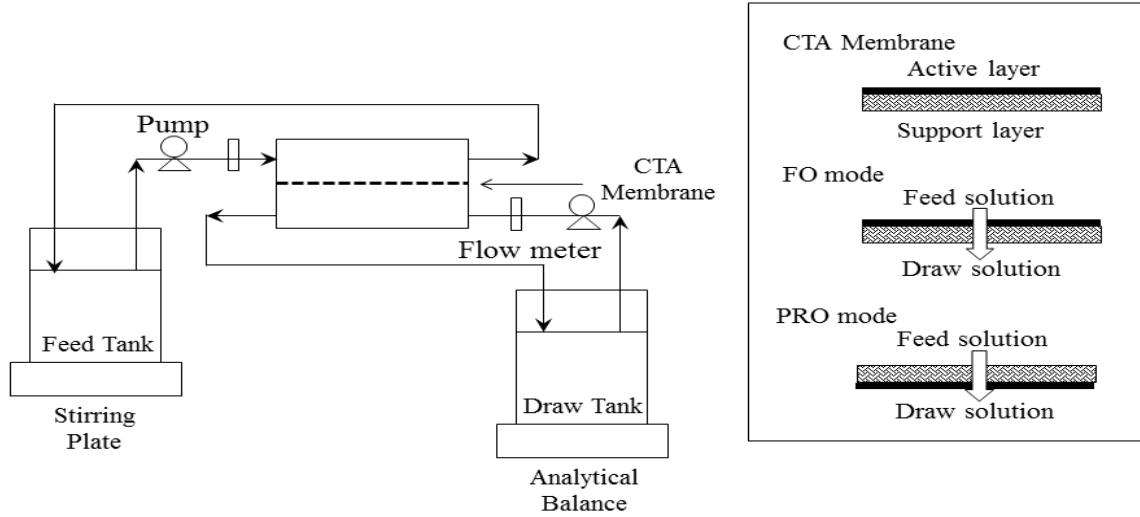 Pump
CTA
Membrane
Flow meter
Feed Tank
Stirring
Plate
Draw Tank
Analytical
Balance
CTA Membrane
Active layer
Support layer
FO mode
Feed solution
Draw solution
PRO mode
Feed solution
Draw solution